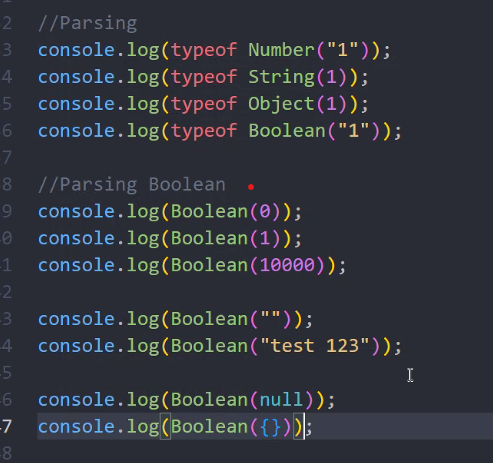 2 //Parsing
3 console.log(typeof Number("1"));
4 console.log(typeof String(1));
5 console.log(typeof Object(1));
6 console.log(typeof Boolean("1"));
7
8 //Parsing Boolean
9 console.log(Boolean(0));
0 console.log(Boolean(1));
1 console.log(Boolean(10000));
2
3 console.log(Boolean(""));
4 console.log(Boolean("test 123"));
5
6 console.log(Boolean(null));
7 console.log(Boolean({}));
8